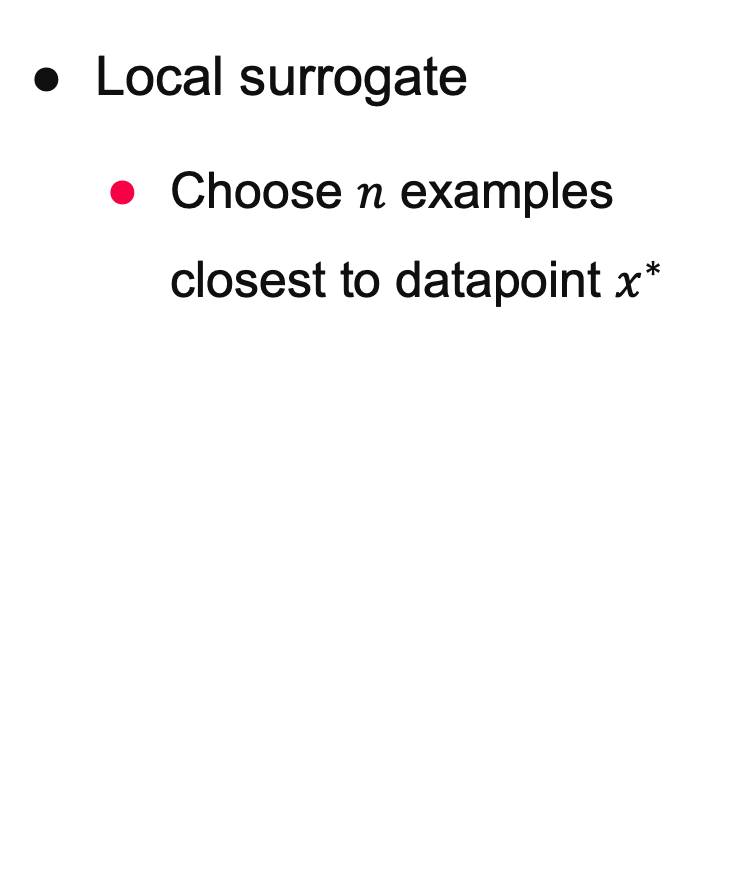 ● Local surrogate
● Choose 𝑛 examples
closest to datapoint 𝑥*